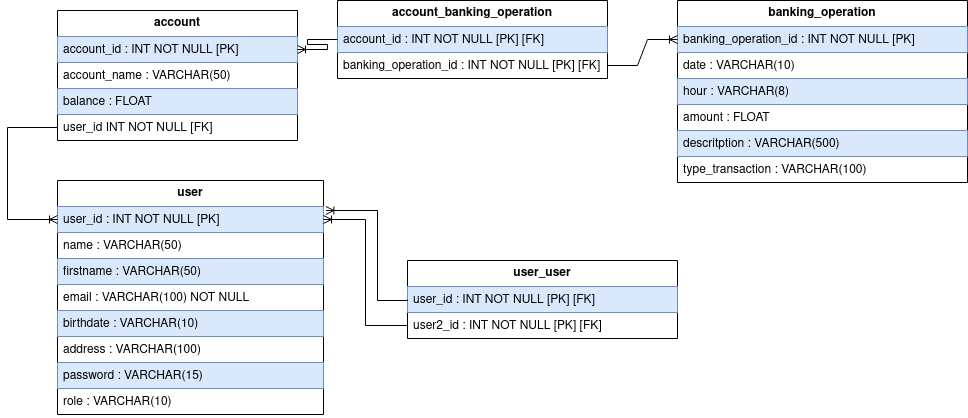 account
account_id : INT NOT NULL [PK]
account_name : VARCHAR(50)
balance : FLOAT
user_id INT NOT NULL [FK]
account_banking_operation
account_id : INT NOT NULL [PK] [FK]
banking_operation_id : INT NOT NULL [PK] [FK]
banking_operation
banking_operation_id : INT NOT NULL [PK]
date : VARCHAR(10)
hour : VARCHAR(8)
amount : FLOAT
descritption : VARCHAR(500)
type_transaction : VARCHAR(100)
user
user_id : INT NOT NULL [PK]
name : VARCHAR(50)
firstname : VARCHAR(50)
email : VARCHAR(100) NOT NULL
birthdate : VARCHAR(10)
address : VARCHAR(100)
password : VARCHAR(15)
role : VARCHAR(10)
user_user
user_id : INT NOT NULL [PK] [FK]
user2_id : INT NOT NULL [PK] [FK]